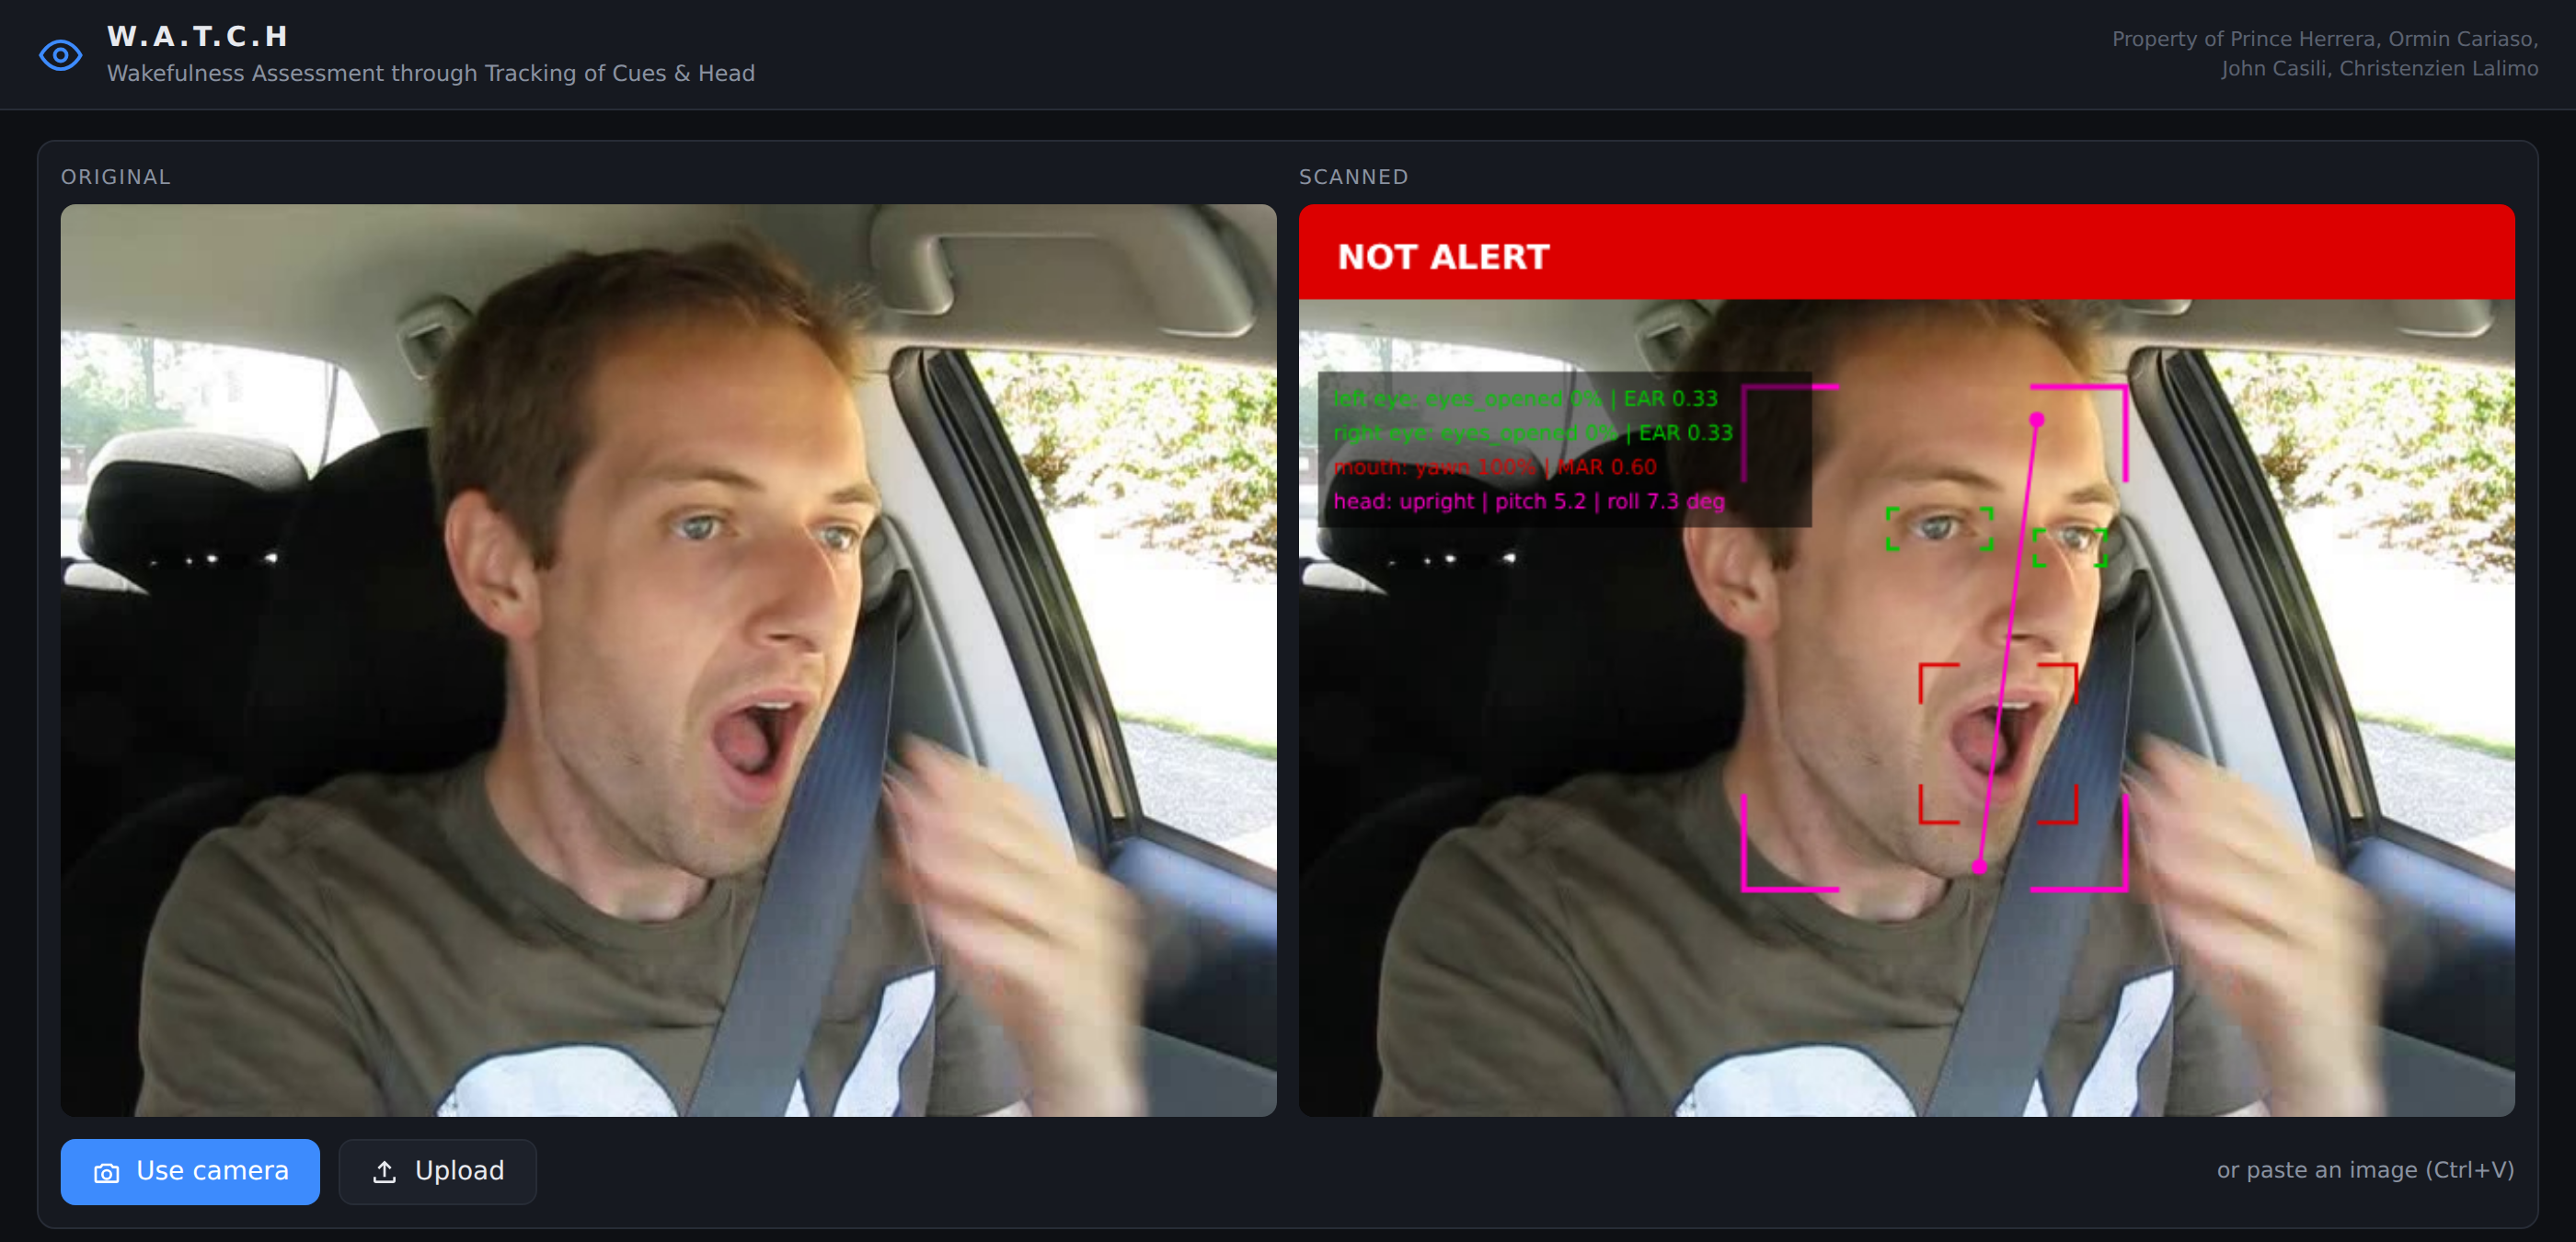 W.A.T.C.H
Wakefulness Assessment through Tracking of Cues & Head
Property of Prince Herrera, Ormin Cariaso,
John Casili, Christenzien Lalimo
ORIGINAL
SCANNED
NOT ALERT
left eye: eyes_opened 0% | EAR 0.33
right eye: eyes_opened 0% | EAR 0.33
mouth: yawn 100% | MAR 0.60
head: upright | pitch 5.2 | roll 7.3 deg
Use camera
Upload
or paste an image (Ctrl+V)